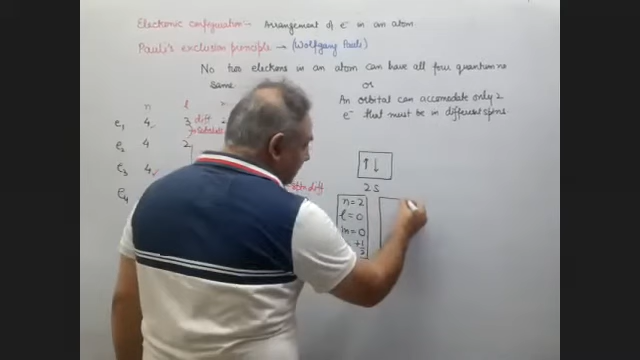 Electronic configuration:- Arrangement of e⁻ in an atom.
Pauli's exclusion principle → (Wolfgang Pauli)
No two electrons in an atom can have all four quantum no
same.
or
An orbital can accomodate only 2
e⁻ that must be in different spins
n l
e₁ 4 3 diff
e₂ 4 2
e₃ 4
e₄
diff
↑↓
2s
n=2
l=0
m=0
+1/2